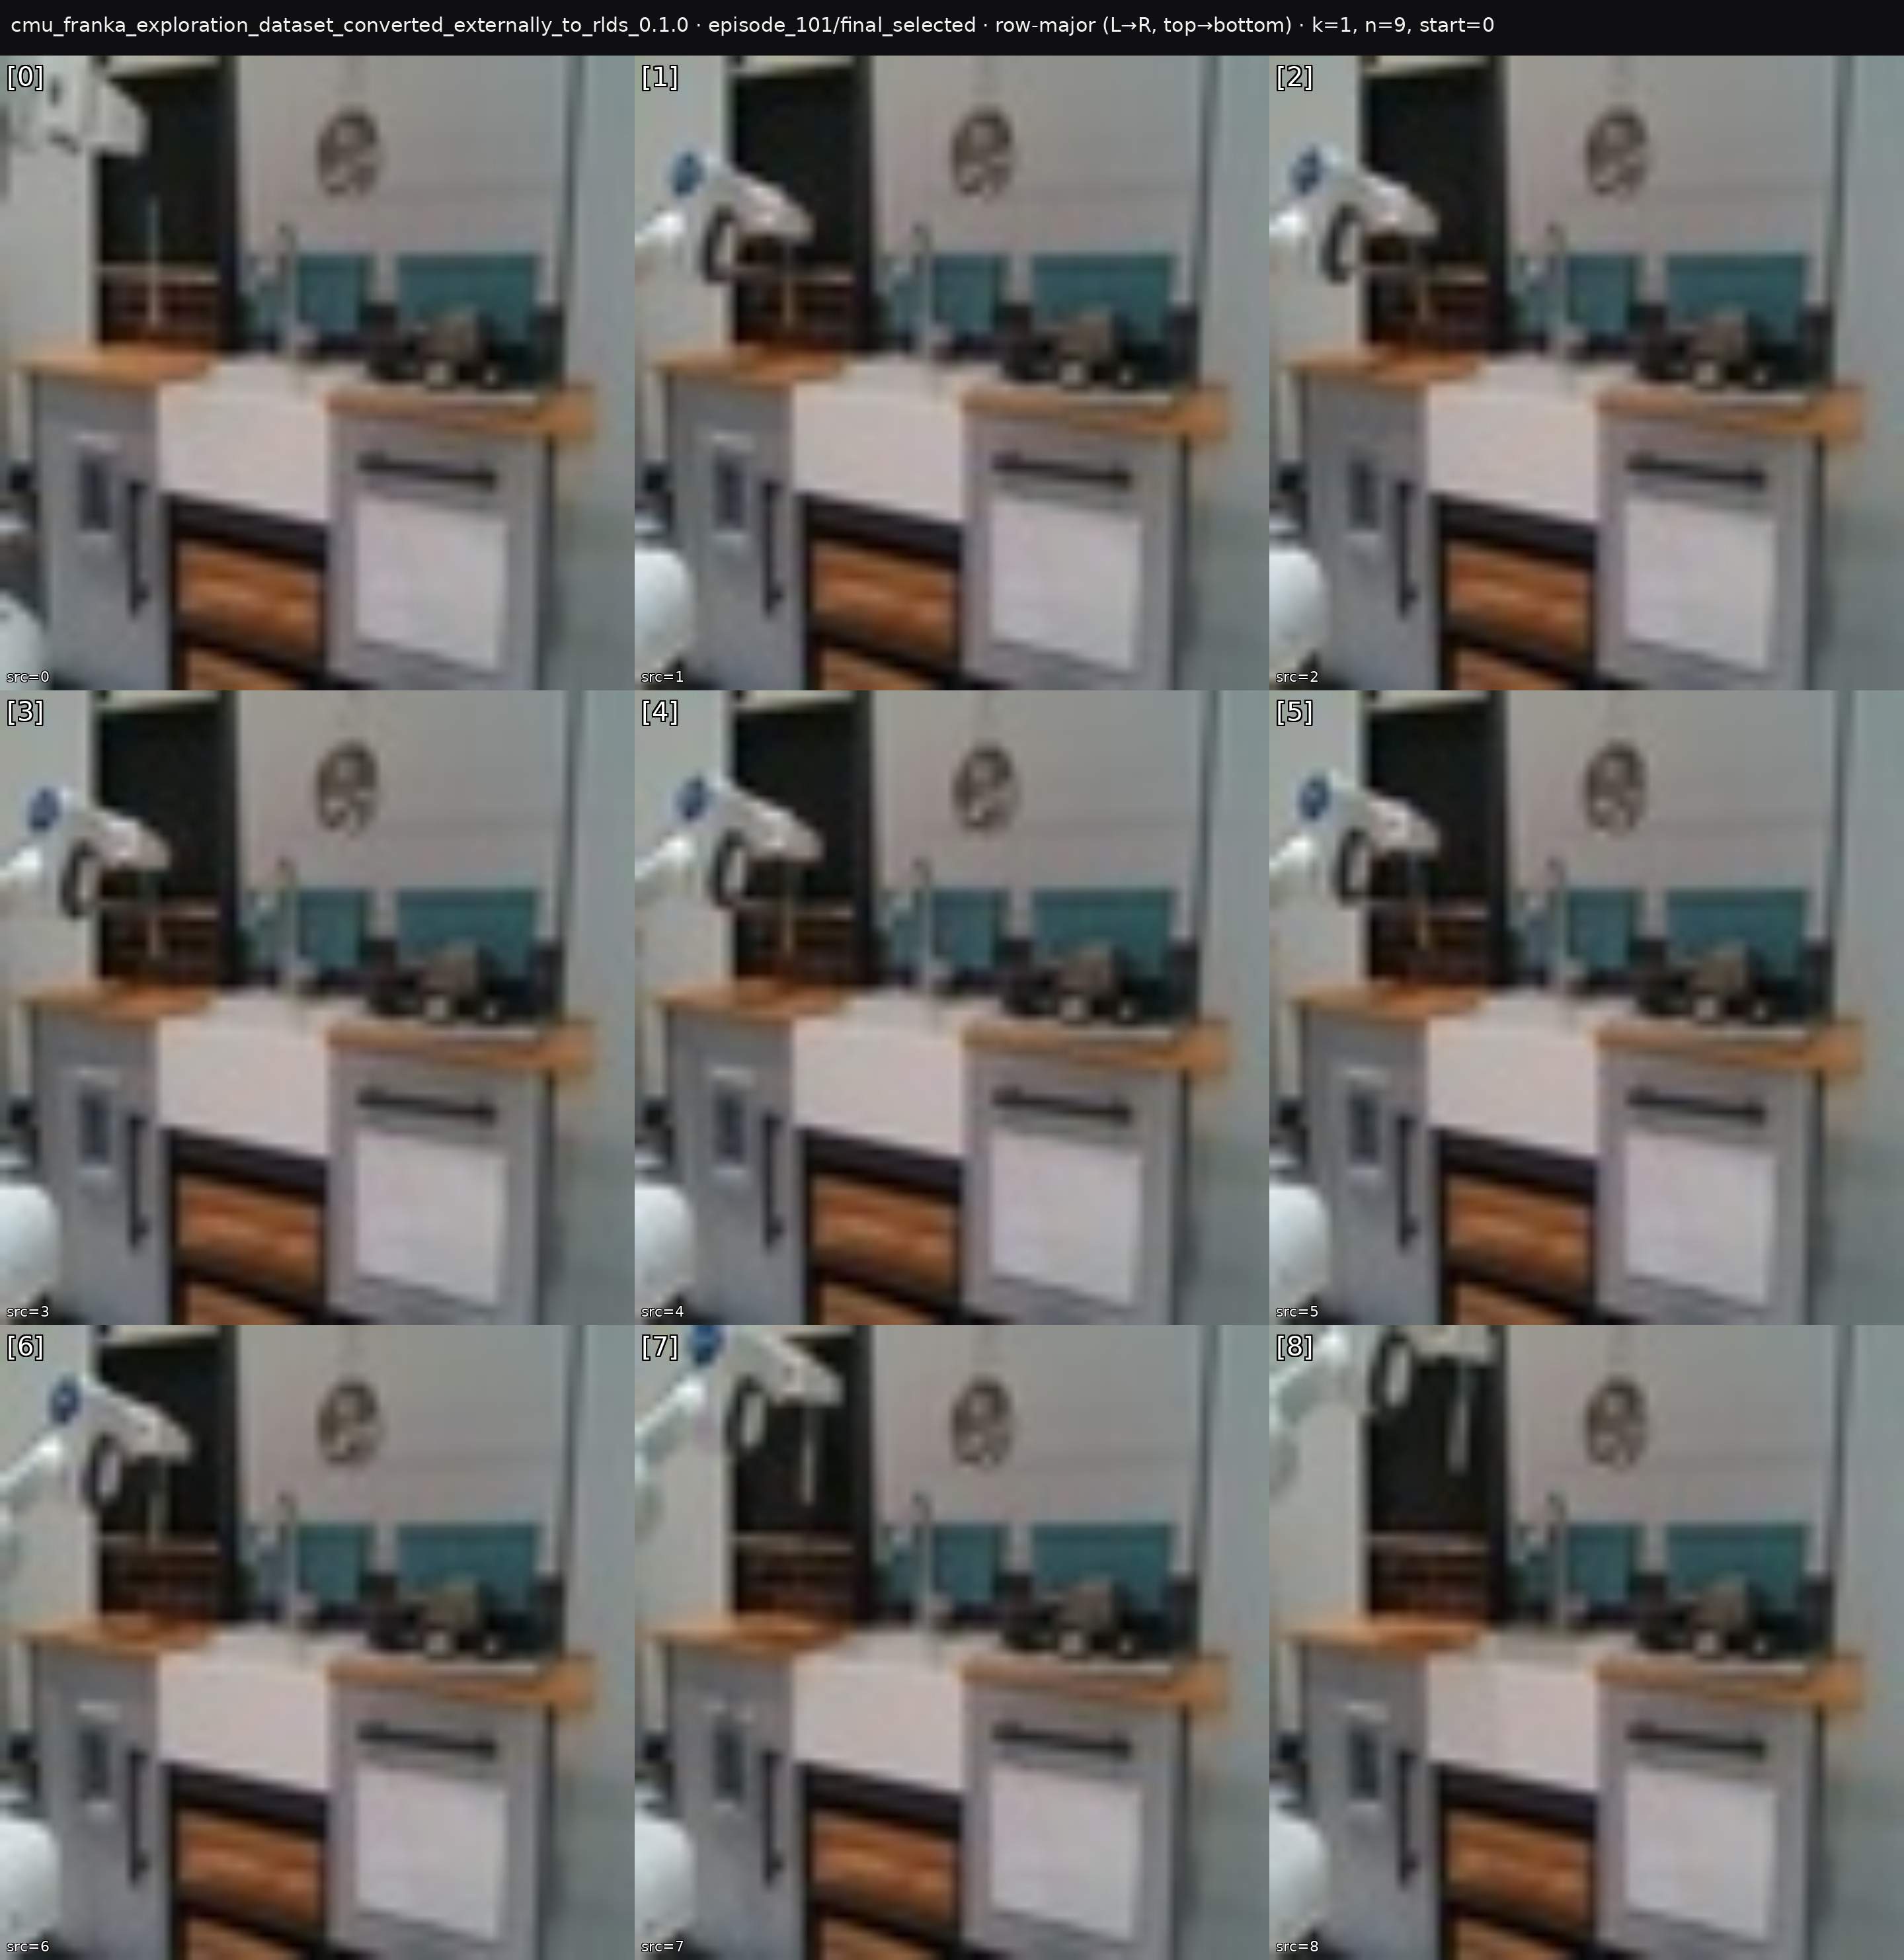 cmu_franka_exploration_dataset_converted_externally_to_rlds_0.1.0 · episode_101/final_selected · row-major (L→R, top→bottom) · k=1, n=9, start=0
[0]
[1]
[2]
src=0
src=1
src=2
[3]
[4]
[5]
src=3
src=4
src=5
[6]
[7]
[8]
src=6
src=7
src=8